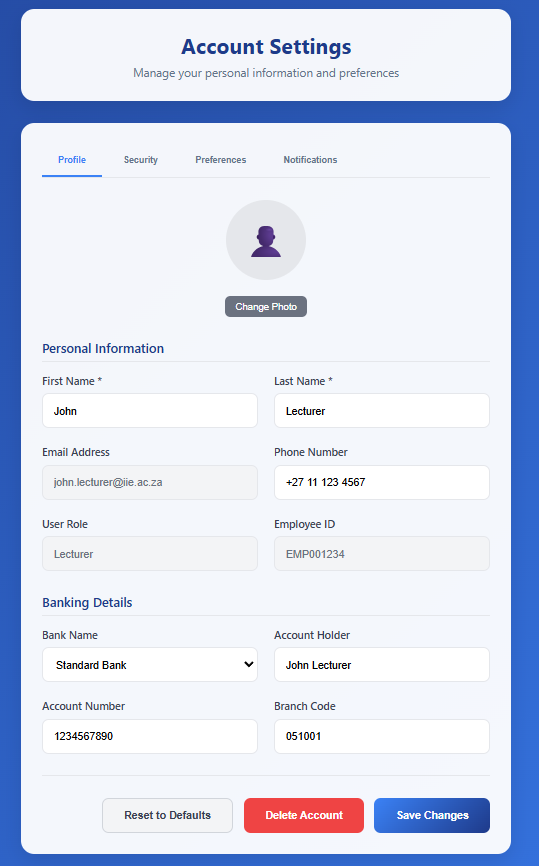 Account Settings
Manage your personal information and preferences
Profile Security Preferences Notifications
Change Photo
Personal Information
First Name * Last Name *
John Lecturer
Email Address Phone Number
john.lecturer@iie.ac.za +27 11 123 4567
User Role Employee ID
Lecturer EMP001234
Banking Details
Bank Name Account Holder
Standard Bank John Lecturer
Account Number Branch Code
1234567890 051001
Reset to Defaults Delete Account Save Changes